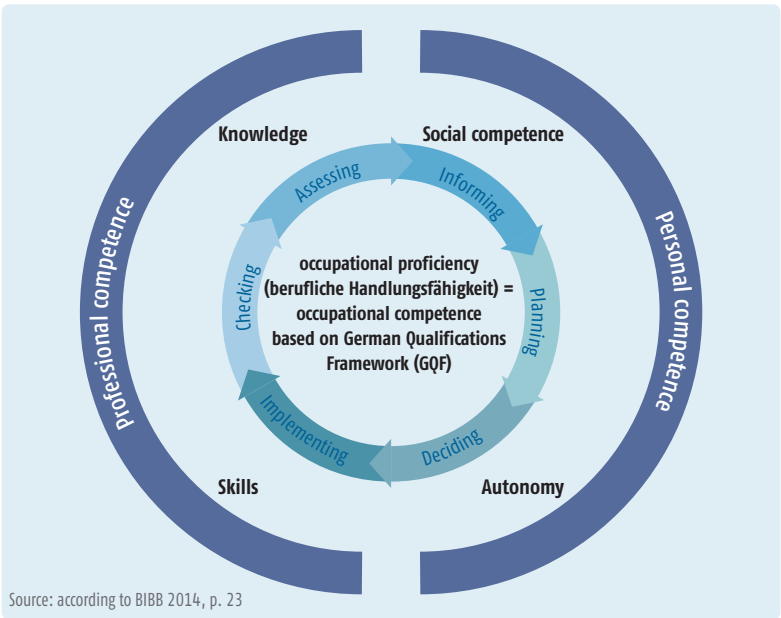 Professional competence
Personal competence
Knowledge
Social competence
Assessing
Informing
Planning
Deciding
Implementing
Checking
occupational proficiency
(berufliche Handlungsfähigkeit) =
occupational competence
based on German Qualifications
Framework (GQF)
Skills
Autonomy
Source: according to BIBB 2014, p. 23